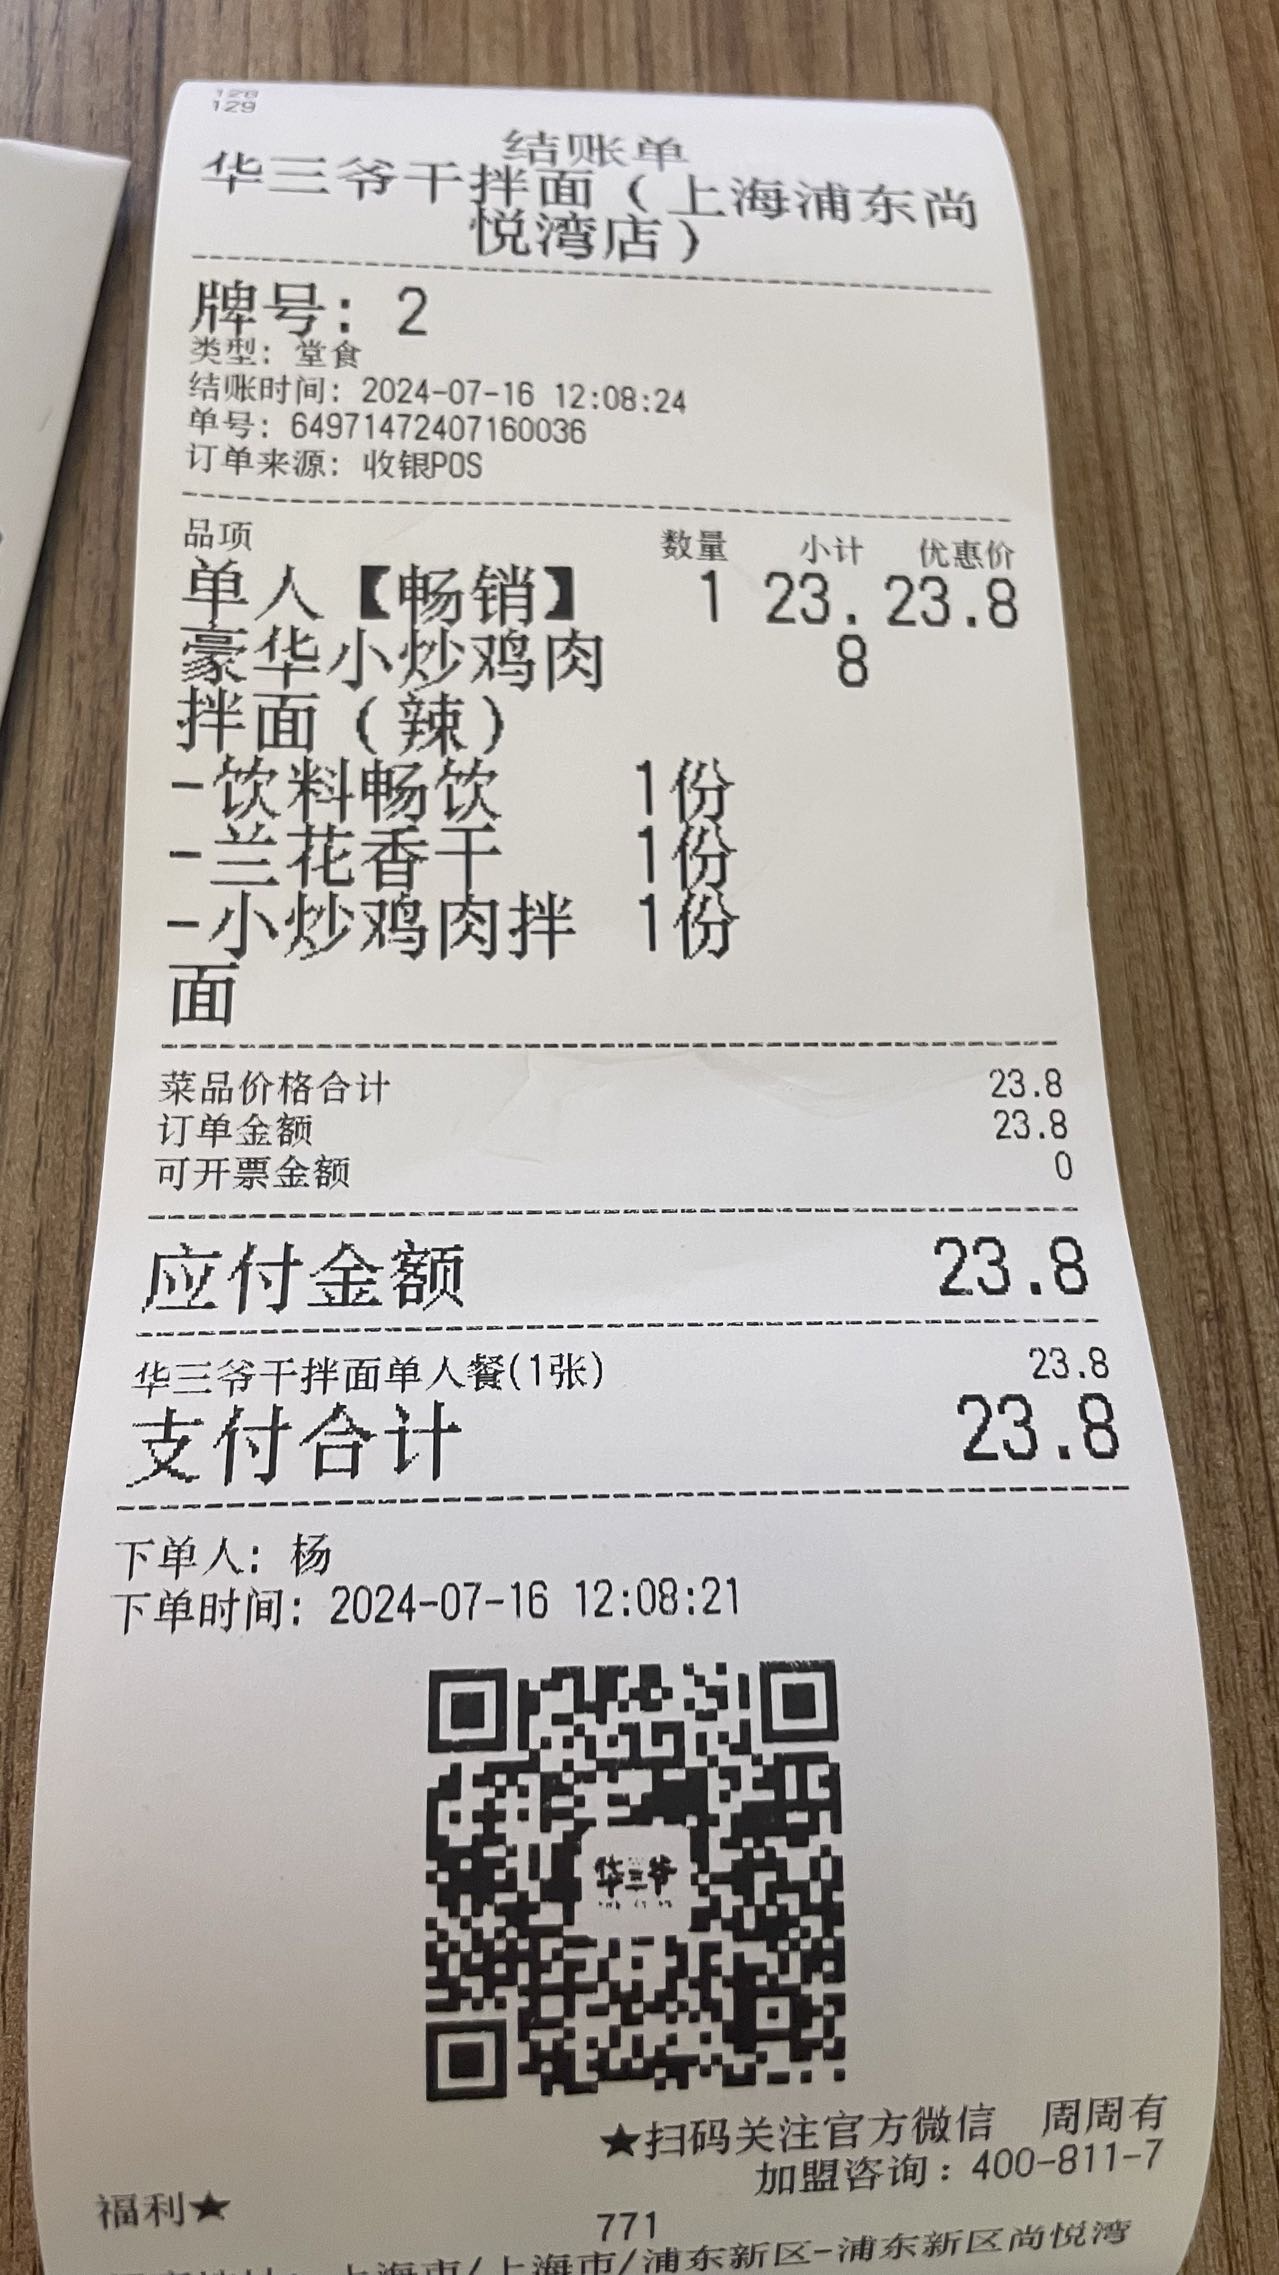 128
129
结账单
华三爷干拌面（上海浦东尚
悦湾店）
牌号：2
类型：堂食
结账时间：2024-07-16 12:08:24
单号：64971472407160036
订单来源：收银POS
品项 数量 小计 优惠价
单人【畅销】 1 23. 23.8
豪华小炒鸡肉 8
拌面（辣）
-饮料畅饮 1份
-兰花香干 1份
-小炒鸡肉拌 1份
面
菜品价格合计 23.8
订单金额 23.8
可开票金额 0
应付金额 23.8
华三爷干拌面单人餐(1张) 23.8
支付合计 23.8
下单人：杨
下单时间：2024-07-16 12:08:21
华三爷
★扫码关注官方微信 周周有
福利★ 加盟咨询：400-811-7
771
上海市/上海市/浦东新区-浦东新区尚悦湾